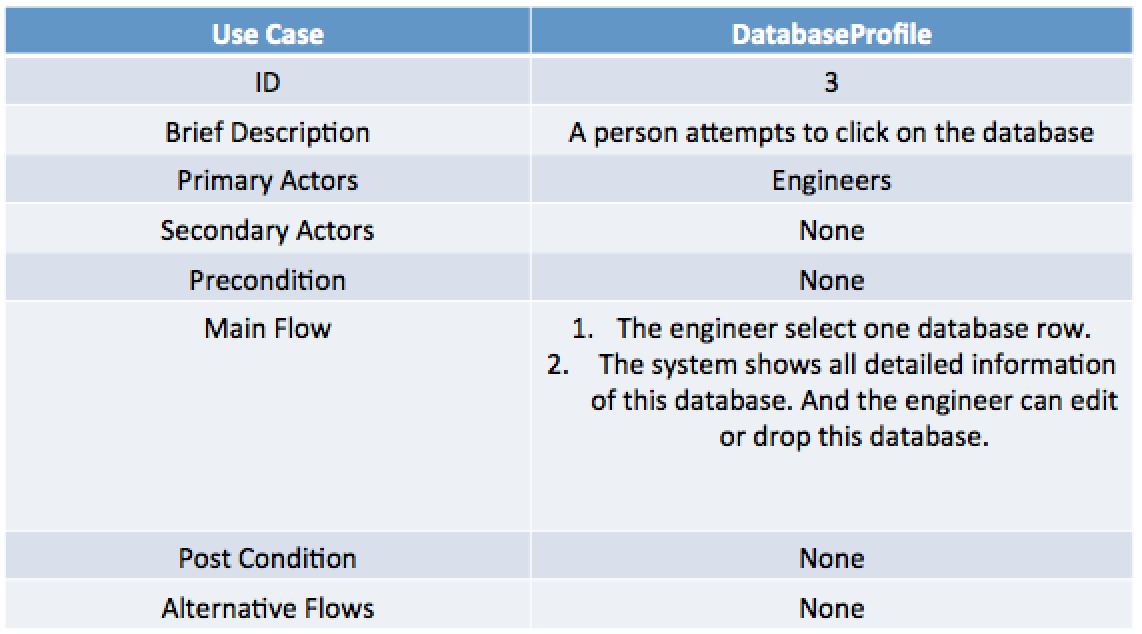 Use Case DatabaseProfile
ID 3
Brief Description A person attempts to click on the database
Primary Actors Engineers
Secondary Actors None
Precondition None
Main Flow 1. The engineer select one database row.
2. The system shows all detailed information
of this database. And the engineer can edit
or drop this database.
Post Condition None
Alternative Flows None